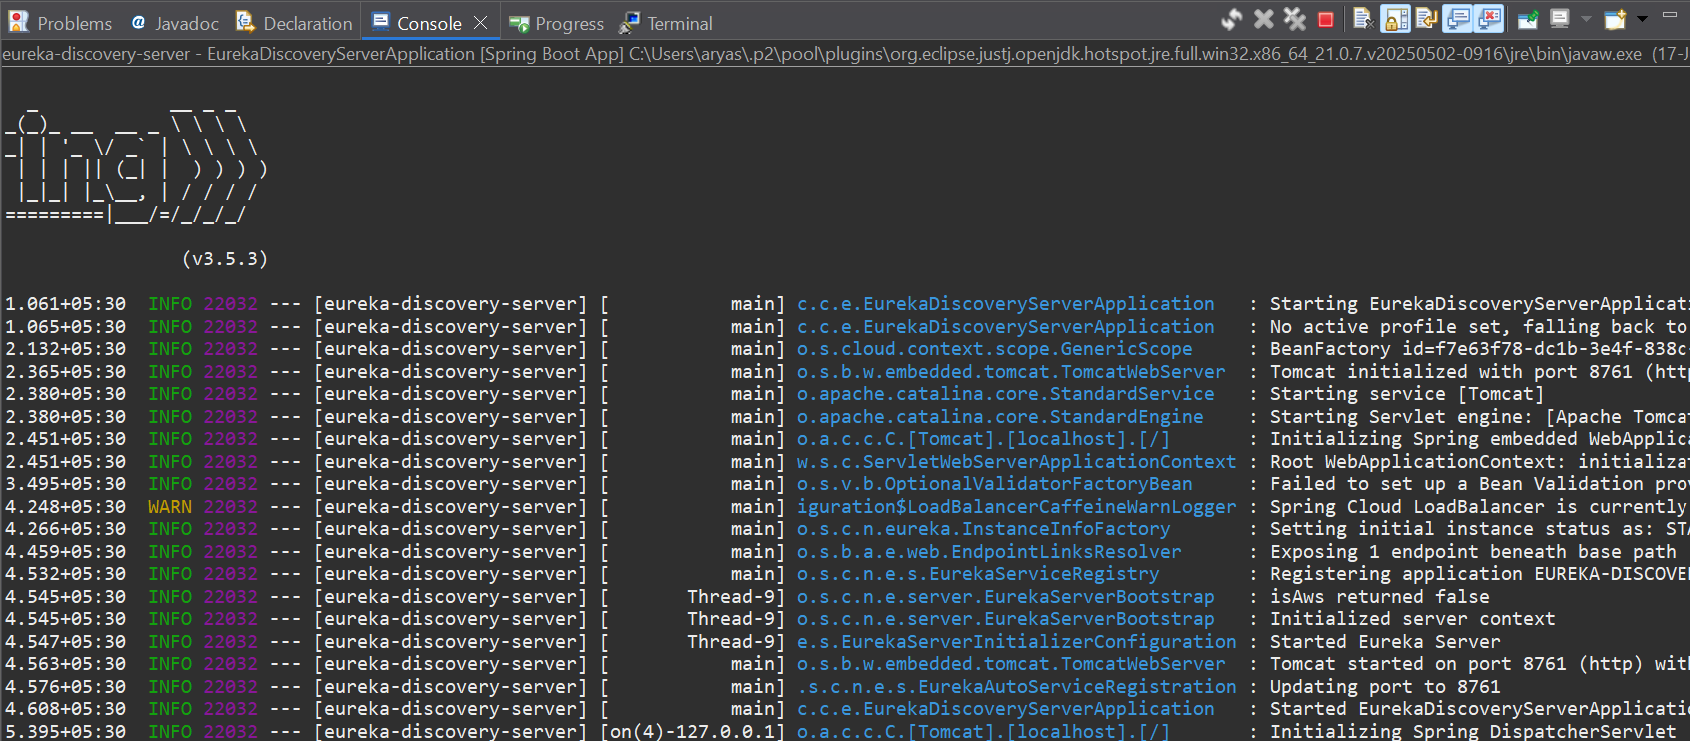 Problems @ Javadoc Declaration Console Progress Terminal
eureka-discovery-server - EurekaDiscoveryServerApplication [Spring Boot App] C:\Users\aryas\.p2\pool\plugins\org.eclipse.justj.openjdk.hotspot.jre.full.win32.x86_64_21.0.7.v20250502-0916\jre\bin\javaw.exe (17-J
  _            __ _ _
_(_)_ __  __ _ \ \ \ \
_| | '_ \/ _` | \ \ \ \
 | | | || (_| |  ) ) ) )
 |_|_| |_\__, | / / / /
=========|___/=/_/_/_/
(v3.5.3)
1.061+05:30  INFO 22032 --- [eureka-discovery-server] [           main] c.c.e.EurekaDiscoveryServerApplication   : Starting EurekaDiscoveryServerApplicati
1.065+05:30  INFO 22032 --- [eureka-discovery-server] [           main] c.c.e.EurekaDiscoveryServerApplication   : No active profile set, falling back to
2.132+05:30  INFO 22032 --- [eureka-discovery-server] [           main] o.s.cloud.context.scope.GenericScope     : BeanFactory id=f7e63f78-dc1b-3e4f-838c-
2.365+05:30  INFO 22032 --- [eureka-discovery-server] [           main] o.s.b.w.embedded.tomcat.TomcatWebServer  : Tomcat initialized with port 8761 (http
2.380+05:30  INFO 22032 --- [eureka-discovery-server] [           main] o.apache.catalina.core.StandardService   : Starting service [Tomcat]
2.380+05:30  INFO 22032 --- [eureka-discovery-server] [           main] o.apache.catalina.core.StandardEngine    : Starting Servlet engine: [Apache Tomcat
2.451+05:30  INFO 22032 --- [eureka-discovery-server] [           main] o.a.c.c.C.[Tomcat].[localhost].[/]       : Initializing Spring embedded WebApplica
2.451+05:30  INFO 22032 --- [eureka-discovery-server] [           main] w.s.c.ServletWebServerApplicationContext : Root WebApplicationContext: initializat
3.495+05:30  INFO 22032 --- [eureka-discovery-server] [           main] o.s.v.b.OptionalValidatorFactoryBean     : Failed to set up a Bean Validation prov
4.248+05:30  WARN 22032 --- [eureka-discovery-server] [           main] iguration$LoadBalancerCaffeineWarnLogger : Spring Cloud LoadBalancer is currently
4.266+05:30  INFO 22032 --- [eureka-discovery-server] [           main] o.s.c.n.eureka.InstanceInfoFactory       : Setting initial instance status as: STA
4.459+05:30  INFO 22032 --- [eureka-discovery-server] [           main] o.s.b.a.e.web.EndpointLinksResolver      : Exposing 1 endpoint beneath base path
4.532+05:30  INFO 22032 --- [eureka-discovery-server] [           main] o.s.c.n.e.s.EurekaServiceRegistry        : Registering application EUREKA-DISCOVE
4.545+05:30  INFO 22032 --- [eureka-discovery-server] [       Thread-9] o.s.c.n.e.server.EurekaServerBootstrap   : isAws returned false
4.545+05:30  INFO 22032 --- [eureka-discovery-server] [       Thread-9] o.s.c.n.e.server.EurekaServerBootstrap   : Initialized server context
4.547+05:30  INFO 22032 --- [eureka-discovery-server] [       Thread-9] e.s.EurekaServerInitializerConfiguration : Started Eureka Server
4.563+05:30  INFO 22032 --- [eureka-discovery-server] [           main] o.s.b.w.embedded.tomcat.TomcatWebServer  : Tomcat started on port 8761 (http) wit
4.576+05:30  INFO 22032 --- [eureka-discovery-server] [           main] .s.c.n.e.s.EurekaAutoServiceRegistration : Updating port to 8761
4.608+05:30  INFO 22032 --- [eureka-discovery-server] [           main] c.c.e.EurekaDiscoveryServerApplication   : Started EurekaDiscoveryServerApplicatio
5.395+05:30  INFO 22032 --- [eureka-discovery-server] [on(4)-127.0.0.1] o.a.c.c.C.[Tomcat].[localhost].[/]       : Initializing Spring DispatcherServlet